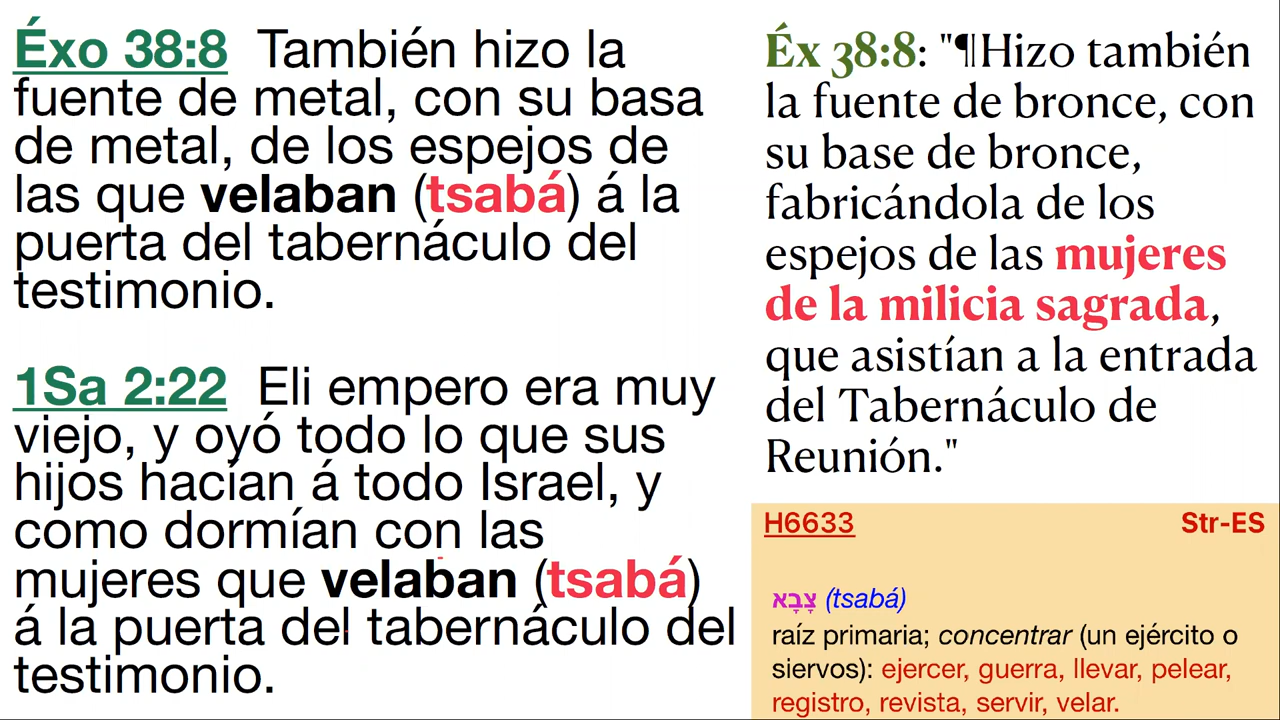 Éxo 38:8 También hizo la
fuente de metal, con su basa
de metal, de los espejos de
las que velaban (tsabá) á la
puerta del tabernáculo del
testimonio.
1Sa 2:22 Eli empero era muy
viejo, y oyó todo lo que sus
hijos hacían á todo Israel, y
como dormían con las
mujeres que velaban (tsabá)
á la puerta del tabernáculo del
testimonio.
Éx 38:8: "¶Hizo también
la fuente de bronce, con
su base de bronce,
fabricándola de los
espejos de las mujeres
de la milicia sagrada,
que asistían a la entrada
del Tabernáculo de
Reunión."
H6633 Str-ES
צָבָא (tsabá)
raíz primaria; concentrar (un ejército o
siervos): ejercer, guerra, llevar, pelear,
registro, revista, servir, velar.